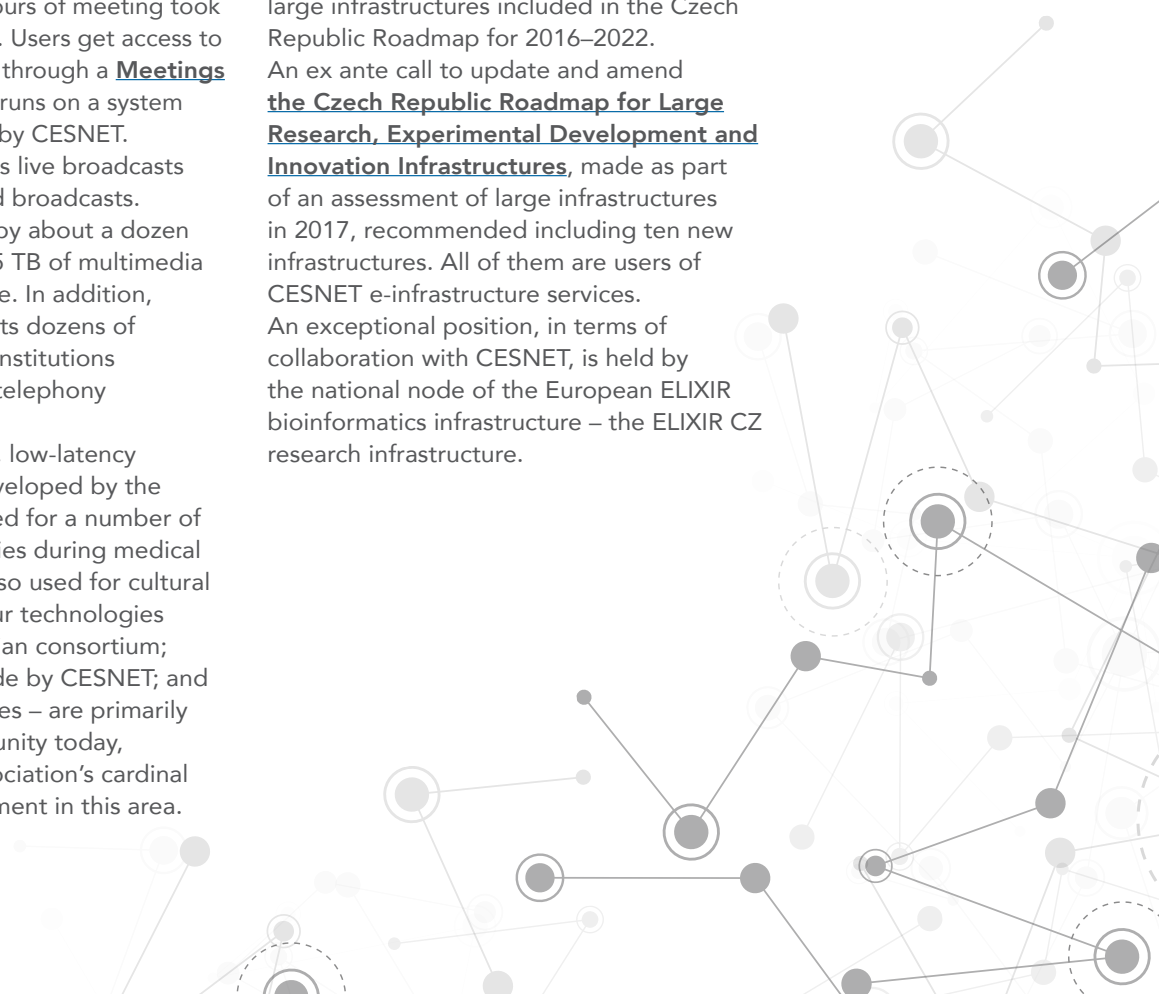 ours of meeting took
. Users get access to
through a Meetings
runs on a system
by CESNET.
s live broadcasts
d broadcasts.
by about a dozen
5 TB of multimedia
e. In addition,
ts dozens of
nstitutions
telephony
, low-latency
veloped by the
ed for a number of
ies during medical
so used for cultural
ur technologies
an consortium;
de by CESNET; and
es – are primarily
unity today,
ociation’s cardinal
ment in this area.
large infrastructures included in the Czech
Republic Roadmap for 2016–2022.
An ex ante call to update and amend
the Czech Republic Roadmap for Large
Research, Experimental Development and
Innovation Infrastructures, made as part
of an assessment of large infrastructures
in 2017, recommended including ten new
infrastructures. All of them are users of
CESNET e-infrastructure services.
An exceptional position, in terms of
collaboration with CESNET, is held by
the national node of the European ELIXIR
bioinformatics infrastructure – the ELIXIR CZ
research infrastructure.